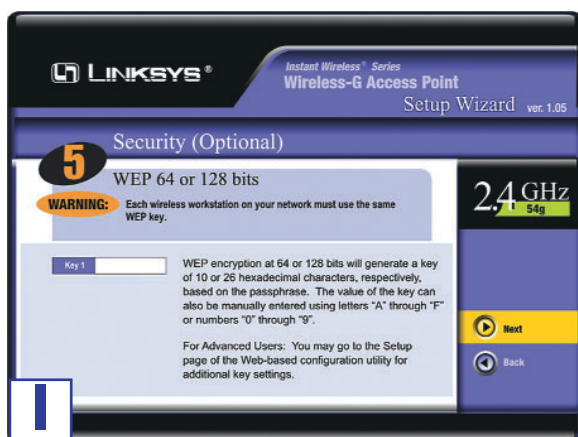 LINKSYS®
Instant Wireless® Series
Wireless-G Access Point
Setup Wizard ver. 1.05
5
Security (Optional)
WEP 64 or 128 bits
WARNING: Each wireless workstation on your network must use the same
WEP key.
2.4 GHz
54g
Key 1
WEP encryption at 64 or 128 bits will generate a key
of 10 or 26 hexadecimal characters, respectively,
based on the passphrase. The value of the key can
also be manually entered using letters “A” through “F”
or numbers “0” through “9”.
For Advanced Users: You may go to the Setup
page of the Web-based configuration utility for
additional key settings.
Next
Back
I